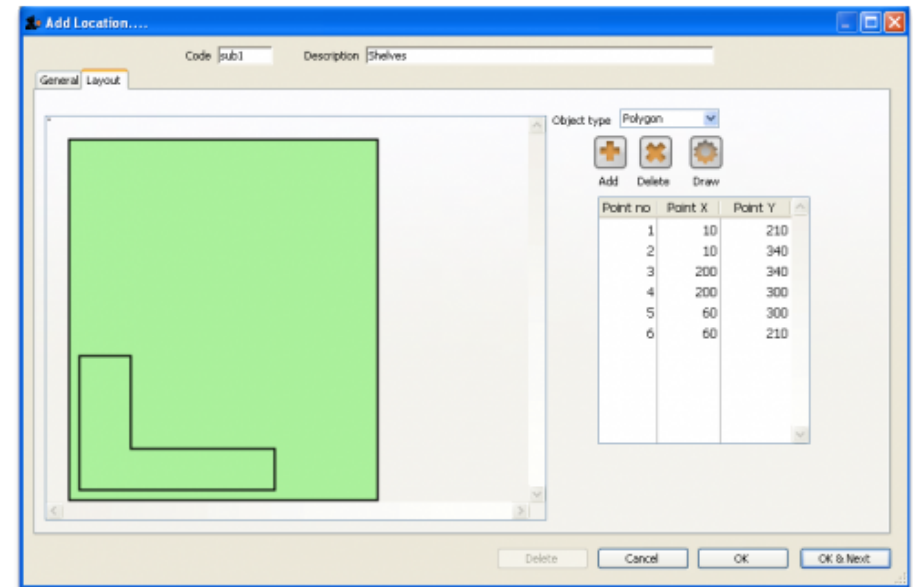 Add Location....
Code sub1 Description Shelves
General Layout
Object type Polygon
Add Delete Draw
Point no Point X Point Y
1 10 210
2 10 340
3 200 340
4 200 300
5 60 300
6 60 210
Delete Cancel OK OK & Next